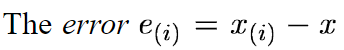 The error e₍ᵢ₎ = x₍ᵢ₎ − x